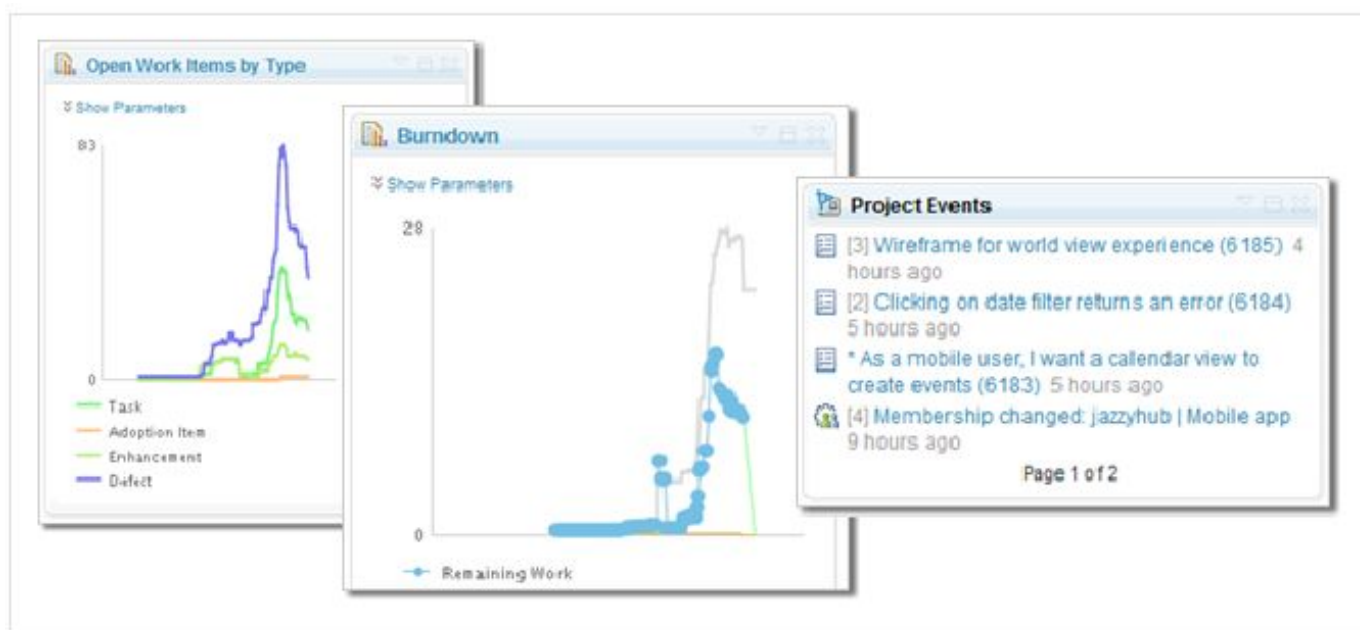 Open Work Items by Type
Show Parameters
83
0
Task
Adoption Item
Enhancement
Defect
Burndown
Show Parameters
28
0
Remaining Work
Project Events
[3] Wireframe for world view experience (6185) 4
hours ago
[2] Clicking on date filter returns an error (6184)
5 hours ago
* As a mobile user, I want a callendar view to
create events (6183) 5 hours ago
[4] Membership changed: jazzyhub | Mobile app
9 hours ago
Page 1 of 2